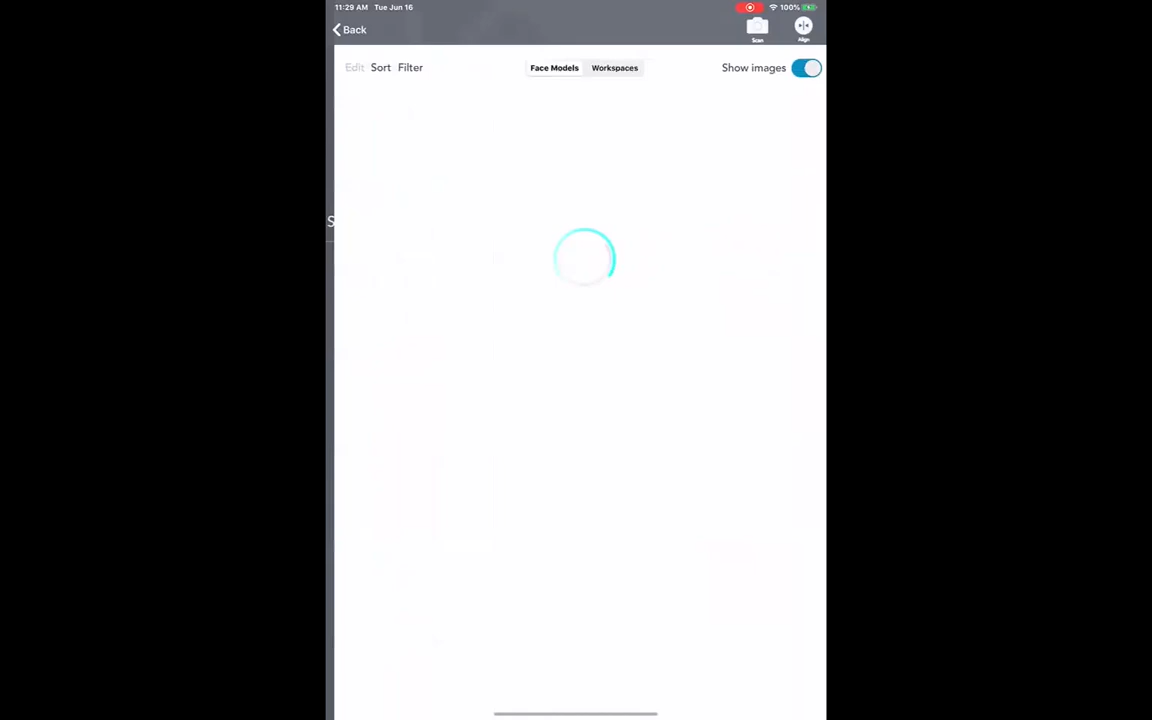 11:29 AM Tue Jun 16 100%
Back
Scan Align
Edit Sort Filter Face Models Workspaces Show images
S